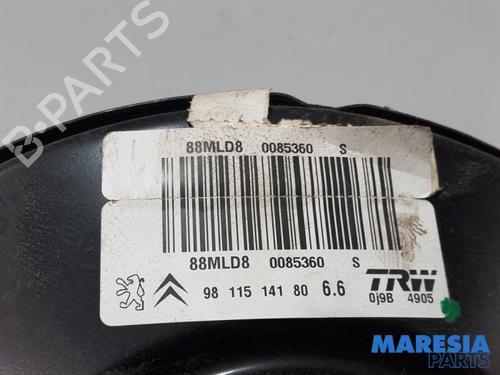 B-PARTS
88MLD8 0085360 S
88MLD8 0085360 S
98 115 141 80 6.6
TRW
0j9B 4905
MARESIA
PARTS